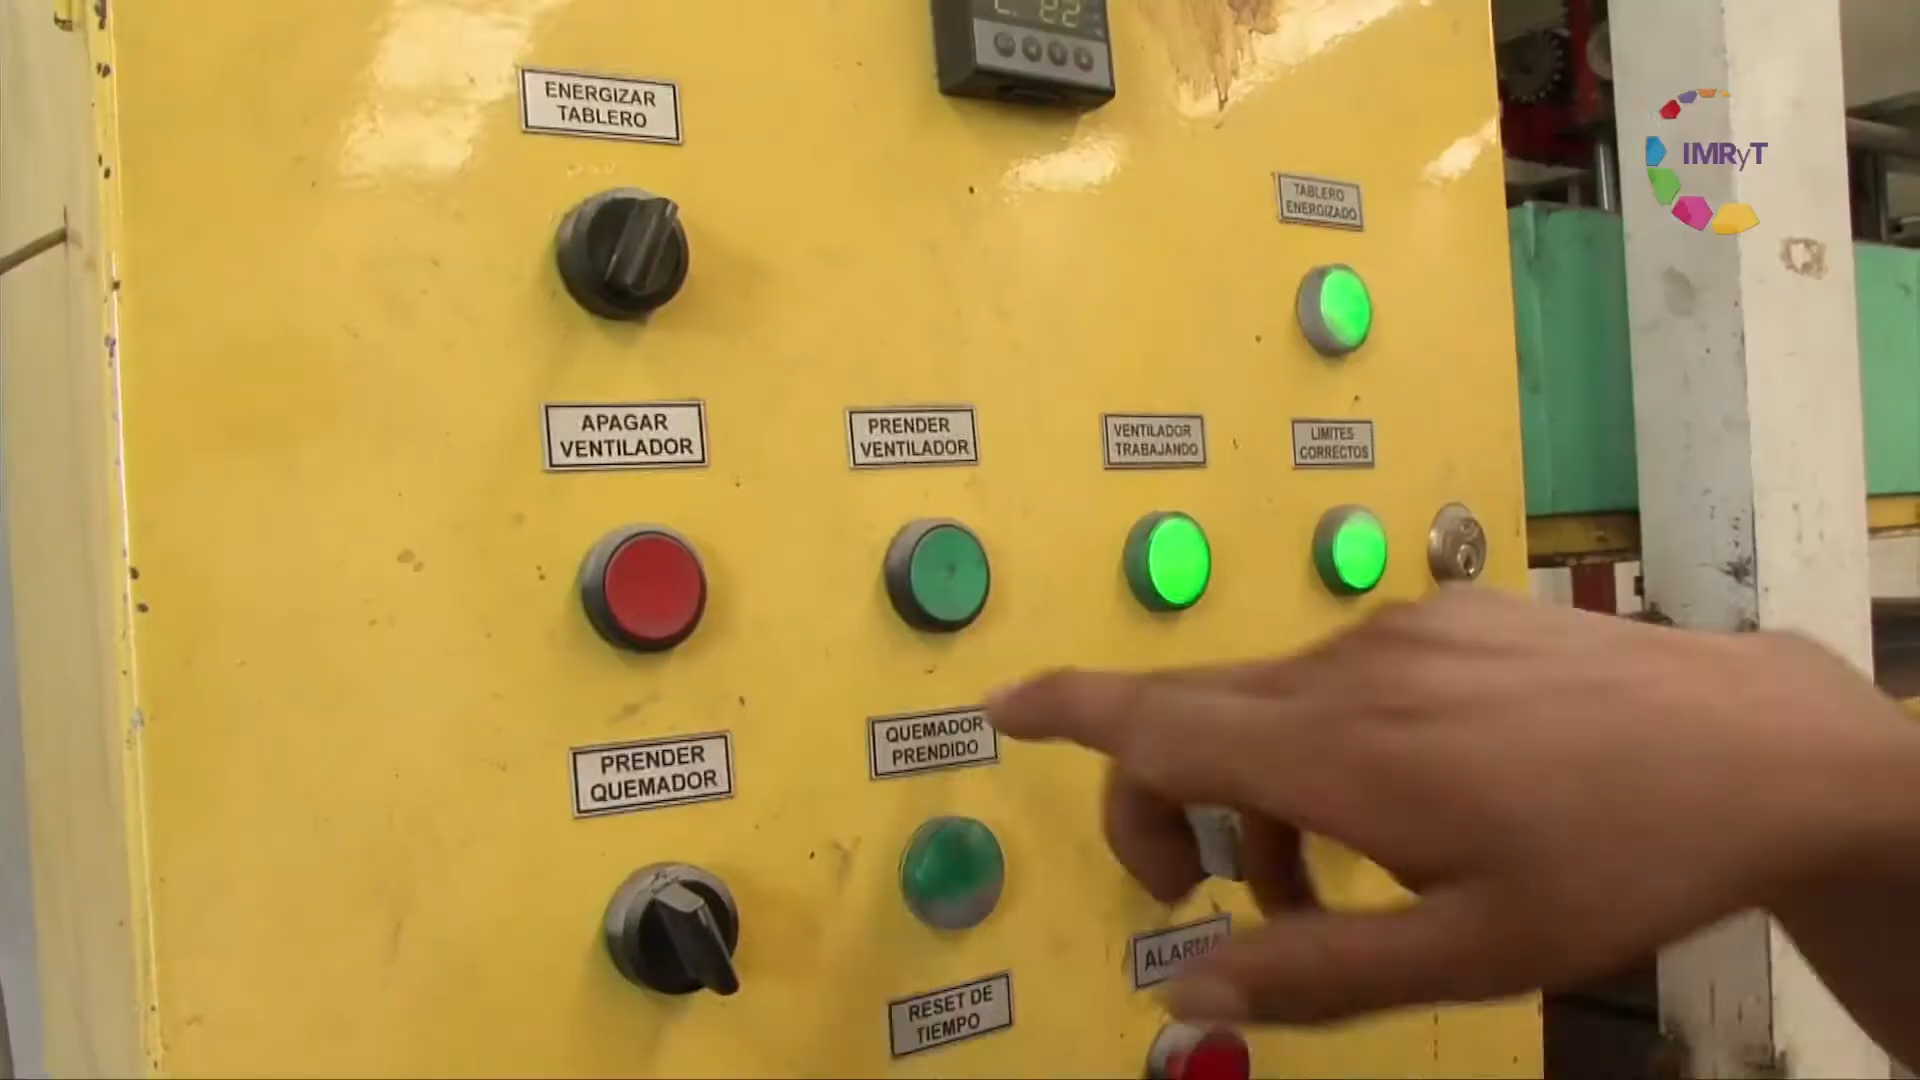 ENERGIZAR
TABLERO
IMRyT
TABLERO
ENERGIZADO
APAGAR
VENTILADOR
PRENDER
VENTILADOR
VENTILADOR
TRABAJANDO
LIMITES
CORRECTOS
PRENDER
QUEMADOR
QUEMADOR
PRENDIDO
ALARMA
RESET DE
TIEMPO